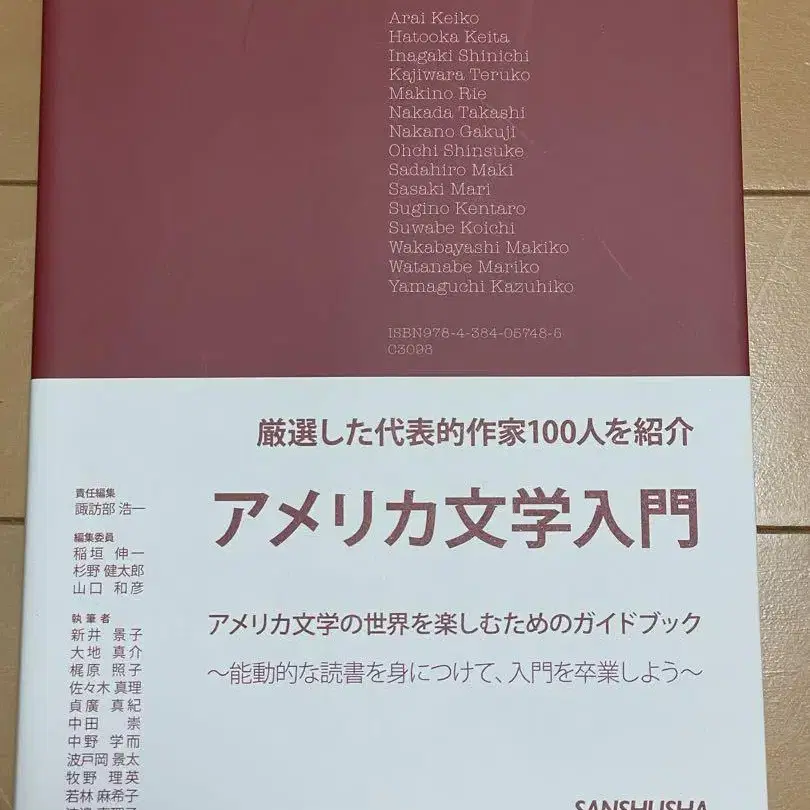 Arai Keiko
Hatooka Keita
Inagaki Shinichi
Kajiwara Teruko
Makino Rie
Nakada Takashi
Nakano Gakuji
Ohchi Shinsuke
Sadahiro Maki
Sasaki Mari
Sugino Kentaro
Suwabe Koichi
Wakabayashi Makiko
Watanabe Mariko
Yamaguchi Kazuhiko
ISBN978-4-384-05748-5
C3098
厳選した代表的作家100人を紹介
アメリカ文学入門
アメリカ文学の世界を楽しむためのガイドブック
～能動的な読書を身につけて、入門を卒業しよう～
責任編集
諏訪部 浩一
編集委員
稲垣 伸一
杉野 健太郎
山口 和彦
執筆者
新井 景子
大地 真介
梶原 照子
佐々木 真理
貞廣 真紀
中田 崇
中野 学而
波戸岡 景太
牧野 理英
若林 麻希子
SANSHUSHA